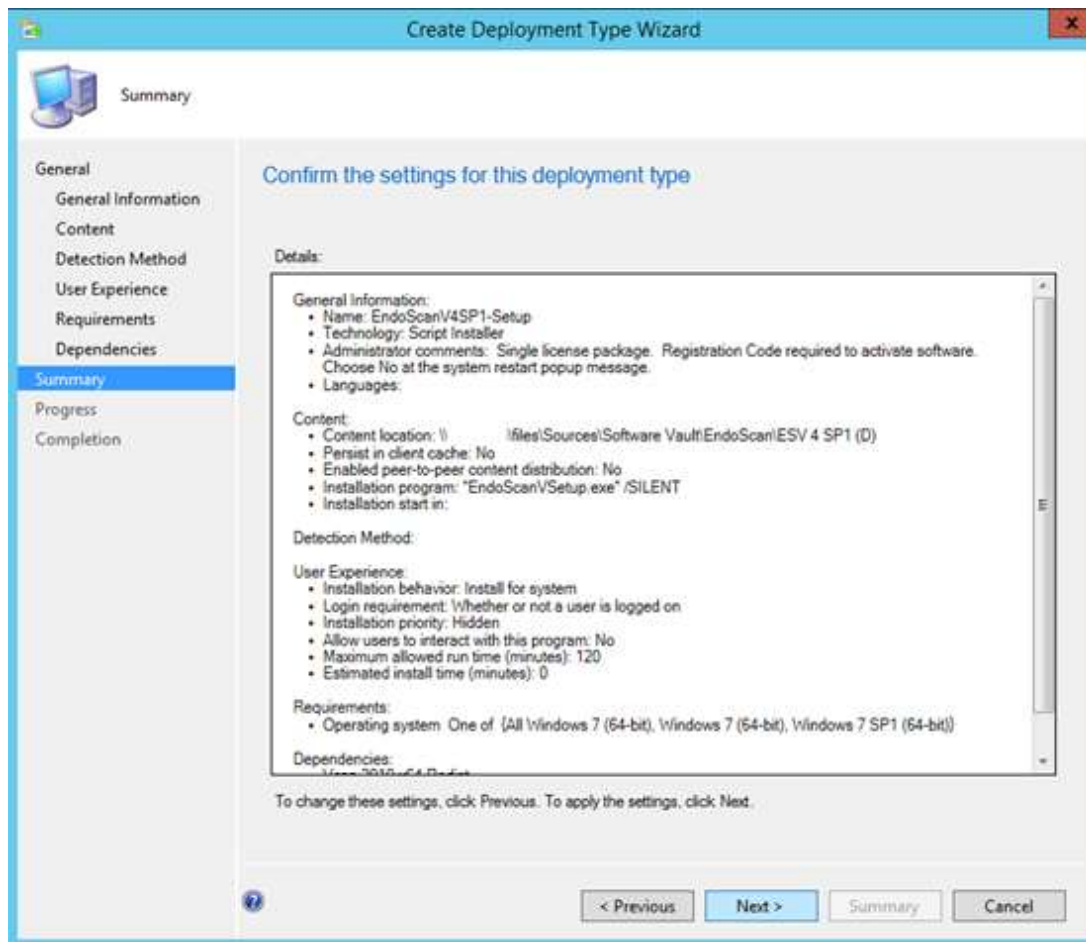 Create Deployment Type Wizard
x
Summary
General
General Information
Content
Detection Method
User Experience
Requirements
Dependencies
Summary
Progress
Completion
Confirm the settings for this deployment type
Details:
General Information:
• Name: EndoScanV4SP1-Setup
• Technology: Script Installer
• Administrator comments: Single license package. Registration Code required to activate software.
Choose No at the system restart popup message.
• Languages:
Content:
• Content location: \\ \files\Sources\Software Vault\EndoScan\ESV 4 SP1 (D)
• Persist in client cache: No
• Enabled peer-to-peer content distribution: No
• Installation program: "EndoScanVSetup.exe" /SILENT
• Installation start in:
Detection Method:
User Experience:
• Installation behavior: Install for system
• Login requirement: Whether or not a user is logged on
• Installation priority: Hidden
• Allow users to interact with this program: No
• Maximum allowed run time (minutes): 120
• Estimated install time (minutes): 0
Requirements:
• Operating system One of {All Windows 7 (64-bit), Windows 7 (64-bit), Windows 7 SP1 (64-bit)}
Dependencies:
To change these settings, click Previous. To apply the settings, click Next.
?
< Previous
Next >
Summary
Cancel